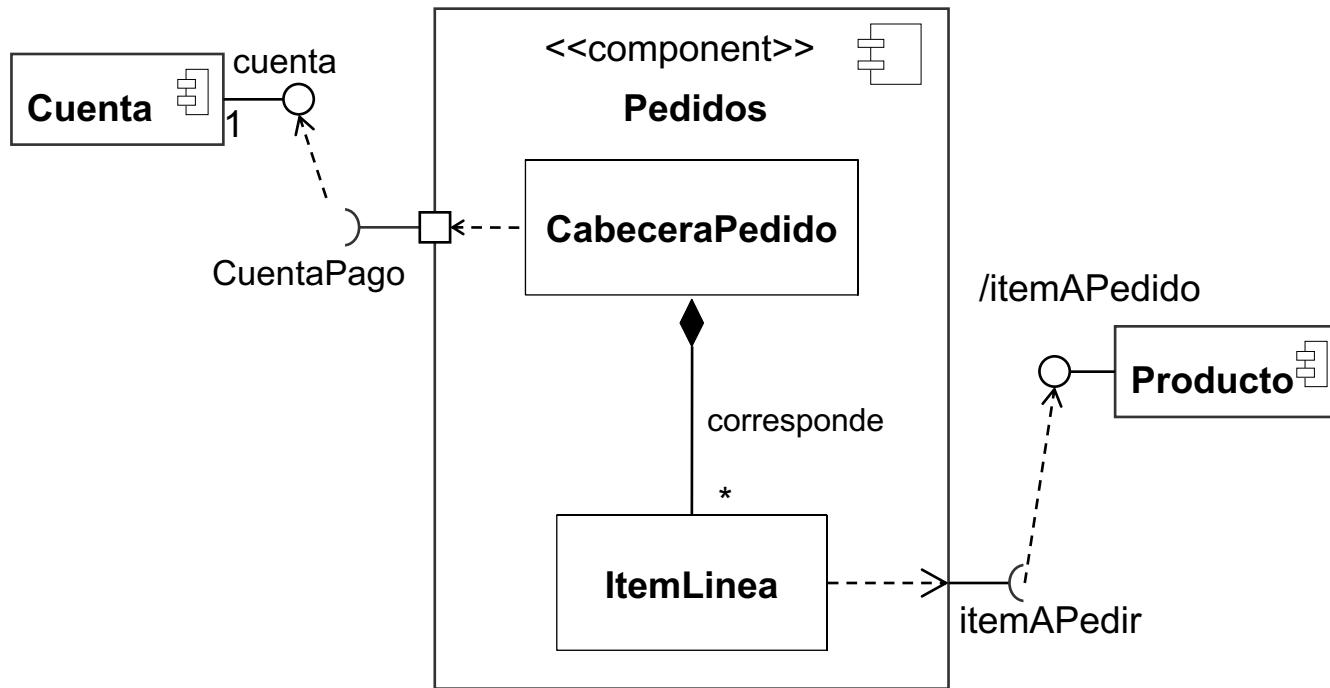 <<component>>
Pedidos
cuenta
Cuenta
1
CabeceraPedido
CuentaPago
/itemAPedido
Producto
corresponde
*
ItemLinea
itemAPedir